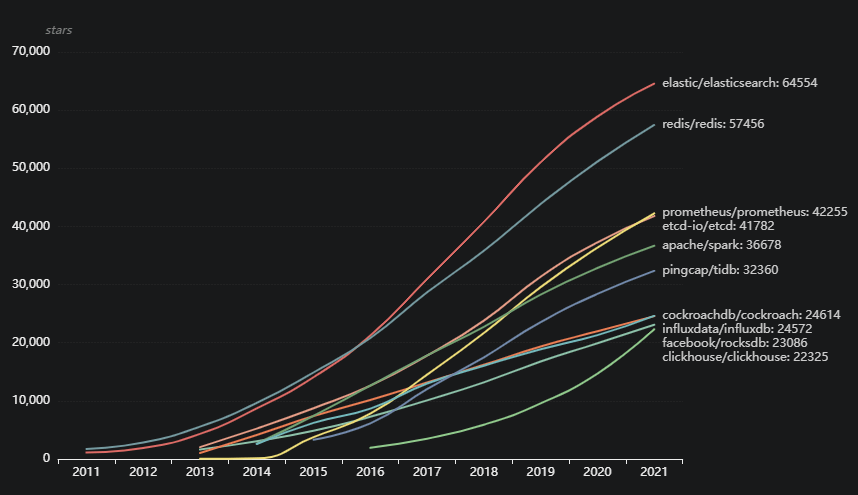 stars
70,000
60,000
50,000
40,000
30,000
20,000
10,000
0
elastic/elasticsearch: 64554
redis/redis: 57456
prometheus/prometheus: 42255
etcd-io/etcd: 41782
apache/spark: 36678
pingcap/tidb: 32360
cockroachdb/cockroach: 24614
influxdata/influxdb: 24572
facebook/rocksdb: 23086
clickhouse/clickhouse: 22325
2011 2012 2013 2014 2015 2016 2017 2018 2019 2020 2021